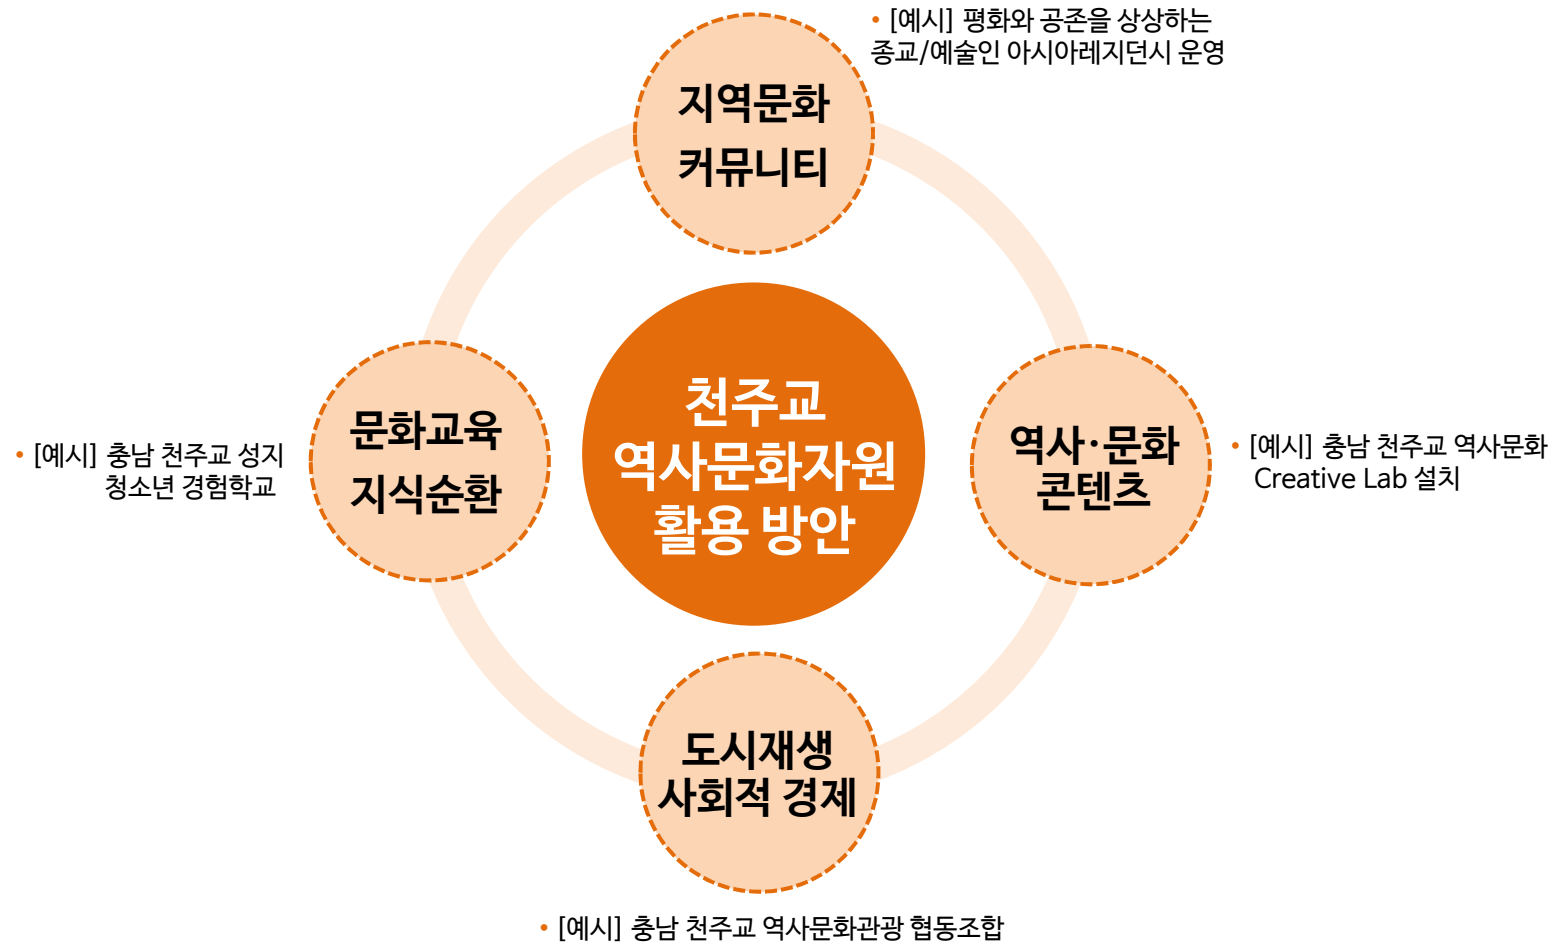 • [예시] 평화와 공존을 상상하는
종교/예술인 아시아레지던시 운영
지역문화
커뮤니티
문화교육
지식순환
• [예시] 충남 천주교 성지
청소년 경험학교
천주교
역사문화자원
활용 방안
역사·문화
콘텐츠
• [예시] 충남 천주교 역사문화
Creative Lab 설치
도시재생
사회적 경제
• [예시] 충남 천주교 역사문화관광 협동조합